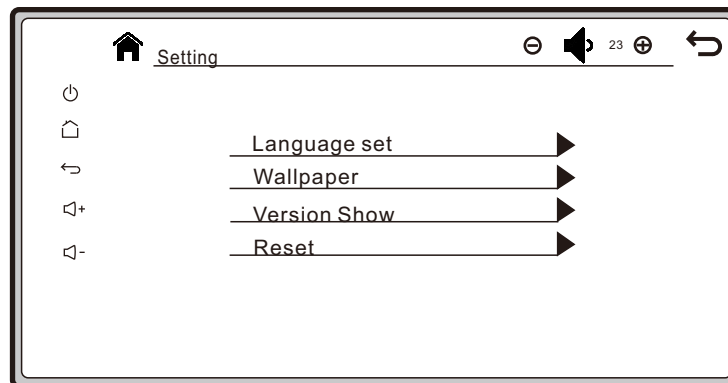 Setting
23
+
-
Language set
Wallpaper
Version Show
Reset